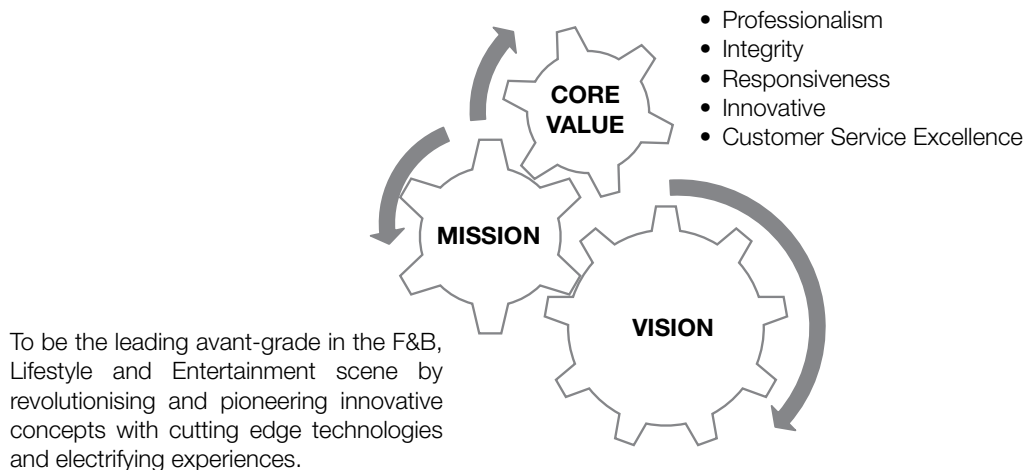 • Professionalism
• Integrity
• Responsiveness
• Innovative
• Customer Service Excellence
CORE
VALUE
MISSION
VISION
To be the leading avant-grade in the F&B,
Lifestyle and Entertainment scene by
revolutionising and pioneering innovative
concepts with cutting edge technologies
and electrifying experiences.